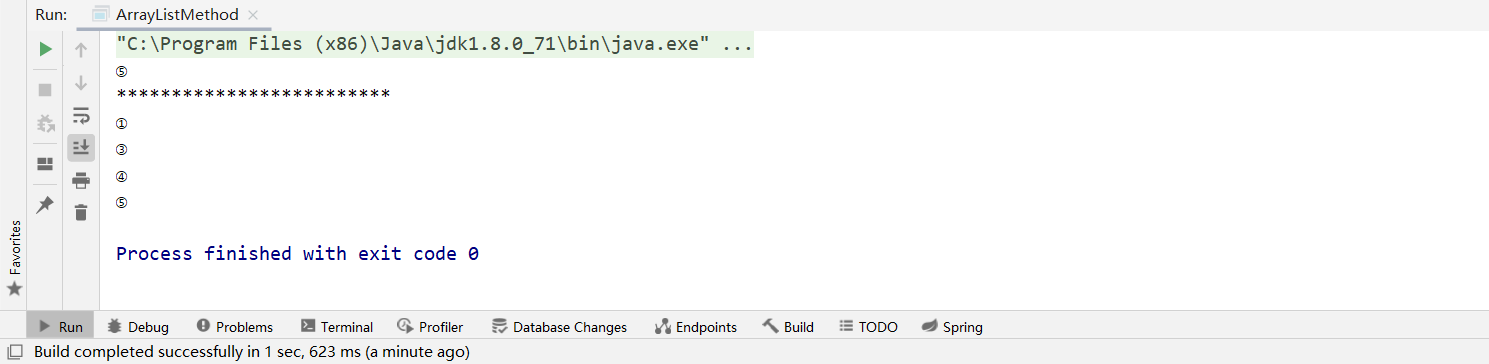 Run: ArrayListMethod ×
"C:\Program Files (x86)\Java\jdk1.8.0_71\bin\java.exe" ...
⑤
*************************
①
③
④
⑤
Process finished with exit code 0
Favorites
Run Debug Problems Terminal Profiler Database Changes Endpoints Build TODO Spring
Build completed successfully in 1 sec, 623 ms (a minute ago)